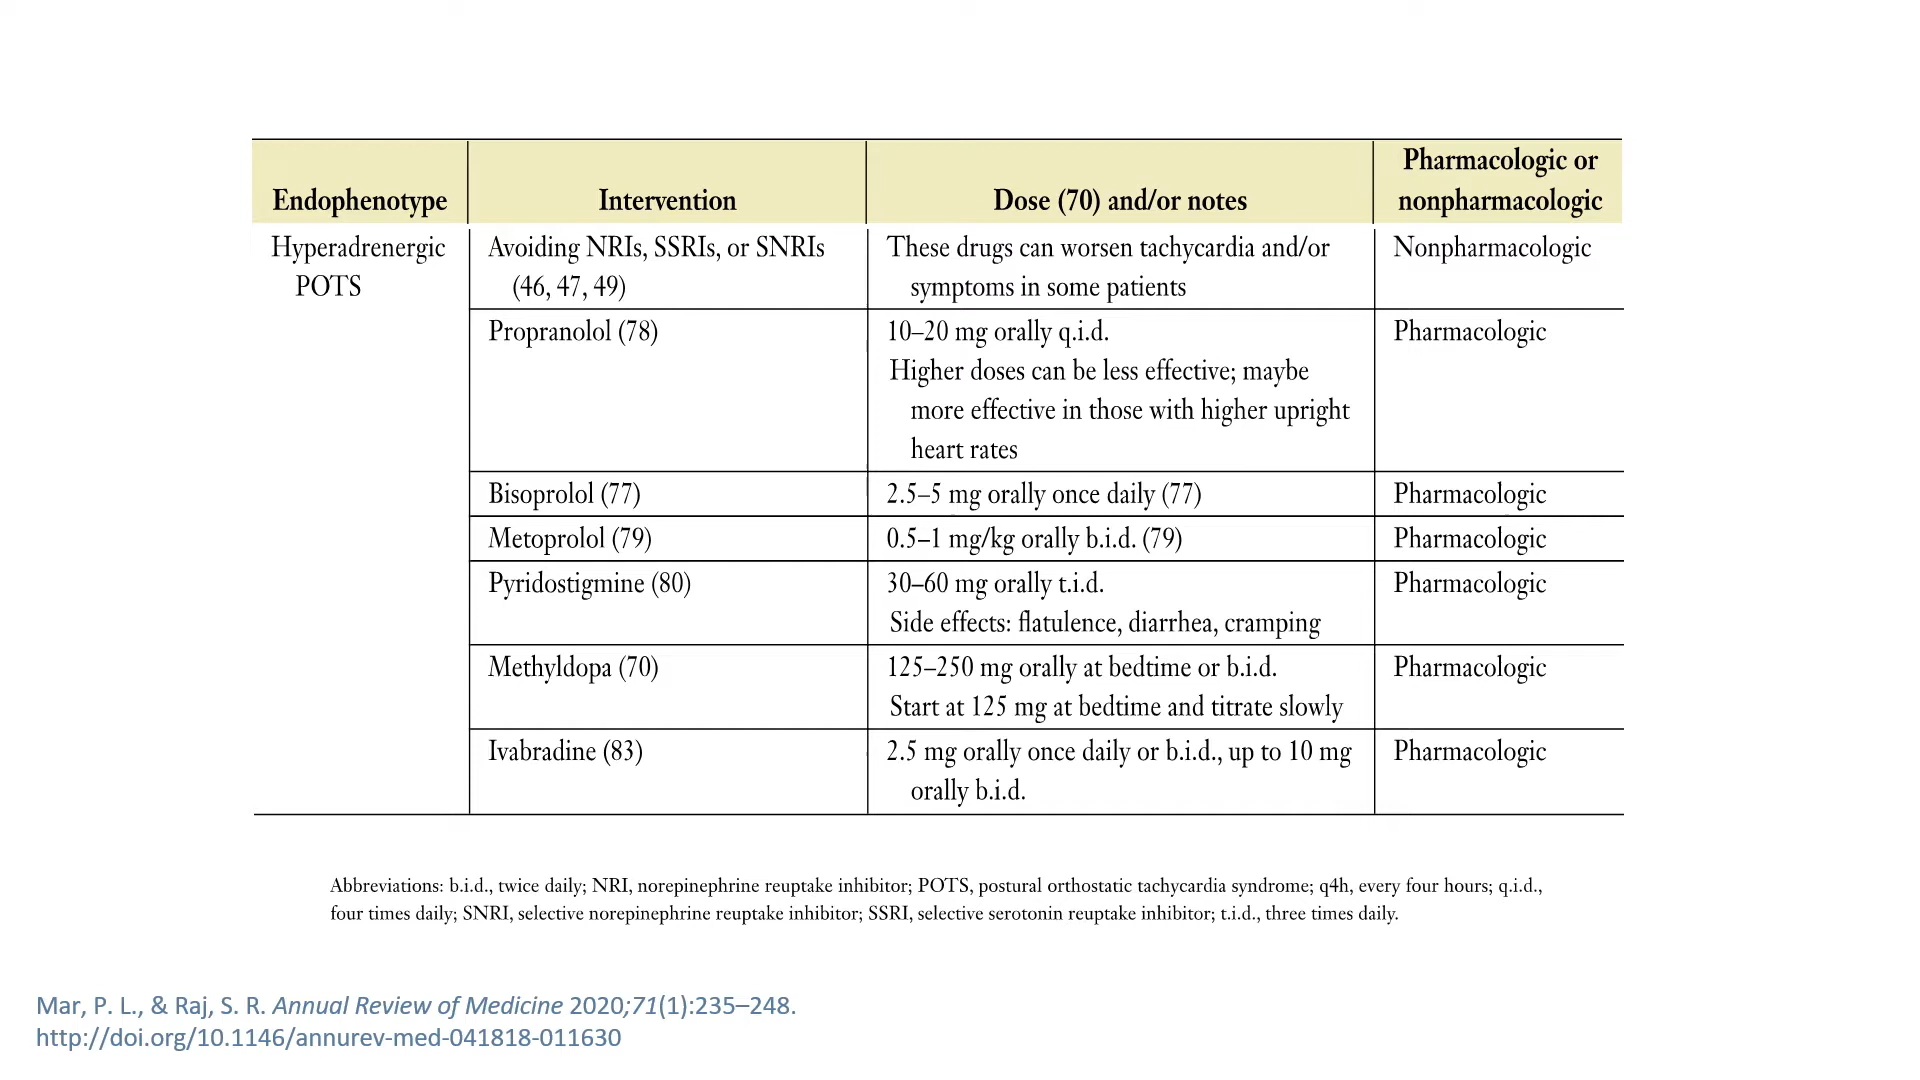 Endophenotype
Intervention
Dose (70) and/or notes
Pharmacologic or
nonpharmacologic
Hyperadrenergic
POTS
Avoiding NRIs, SSRIs, or SNRIs
(46, 47, 49)
These drugs can worsen tachycardia and/or
symptoms in some patients
Nonpharmacologic
Propranolol (78)
10–20 mg orally q.i.d.
Higher doses can be less effective; maybe
more effective in those with higher upright
heart rates
Pharmacologic
Bisoprolol (77)
2.5–5 mg orally once daily (77)
Pharmacologic
Metoprolol (79)
0.5–1 mg/kg orally b.i.d. (79)
Pharmacologic
Pyridostigmine (80)
30–60 mg orally t.i.d.
Side effects: flatulence, diarrhea, cramping
Pharmacologic
Methyldopa (70)
125–250 mg orally at bedtime or b.i.d.
Start at 125 mg at bedtime and titrate slowly
Pharmacologic
Ivabradine (83)
2.5 mg orally once daily or b.i.d., up to 10 mg
orally b.i.d.
Pharmacologic
Abbreviations: b.i.d., twice daily; NRI, norepinephrine reuptake inhibitor; POTS, postural orthostatic tachycardia syndrome; q4h, every four hours; q.i.d.,
four times daily; SNRI, selective norepinephrine reuptake inhibitor; SSRI, selective serotonin reuptake inhibitor; t.i.d., three times daily.
Mar, P. L., & Raj, S. R. Annual Review of Medicine 2020;71(1):235–248.
http://doi.org/10.1146/annurev-med-041818-011630